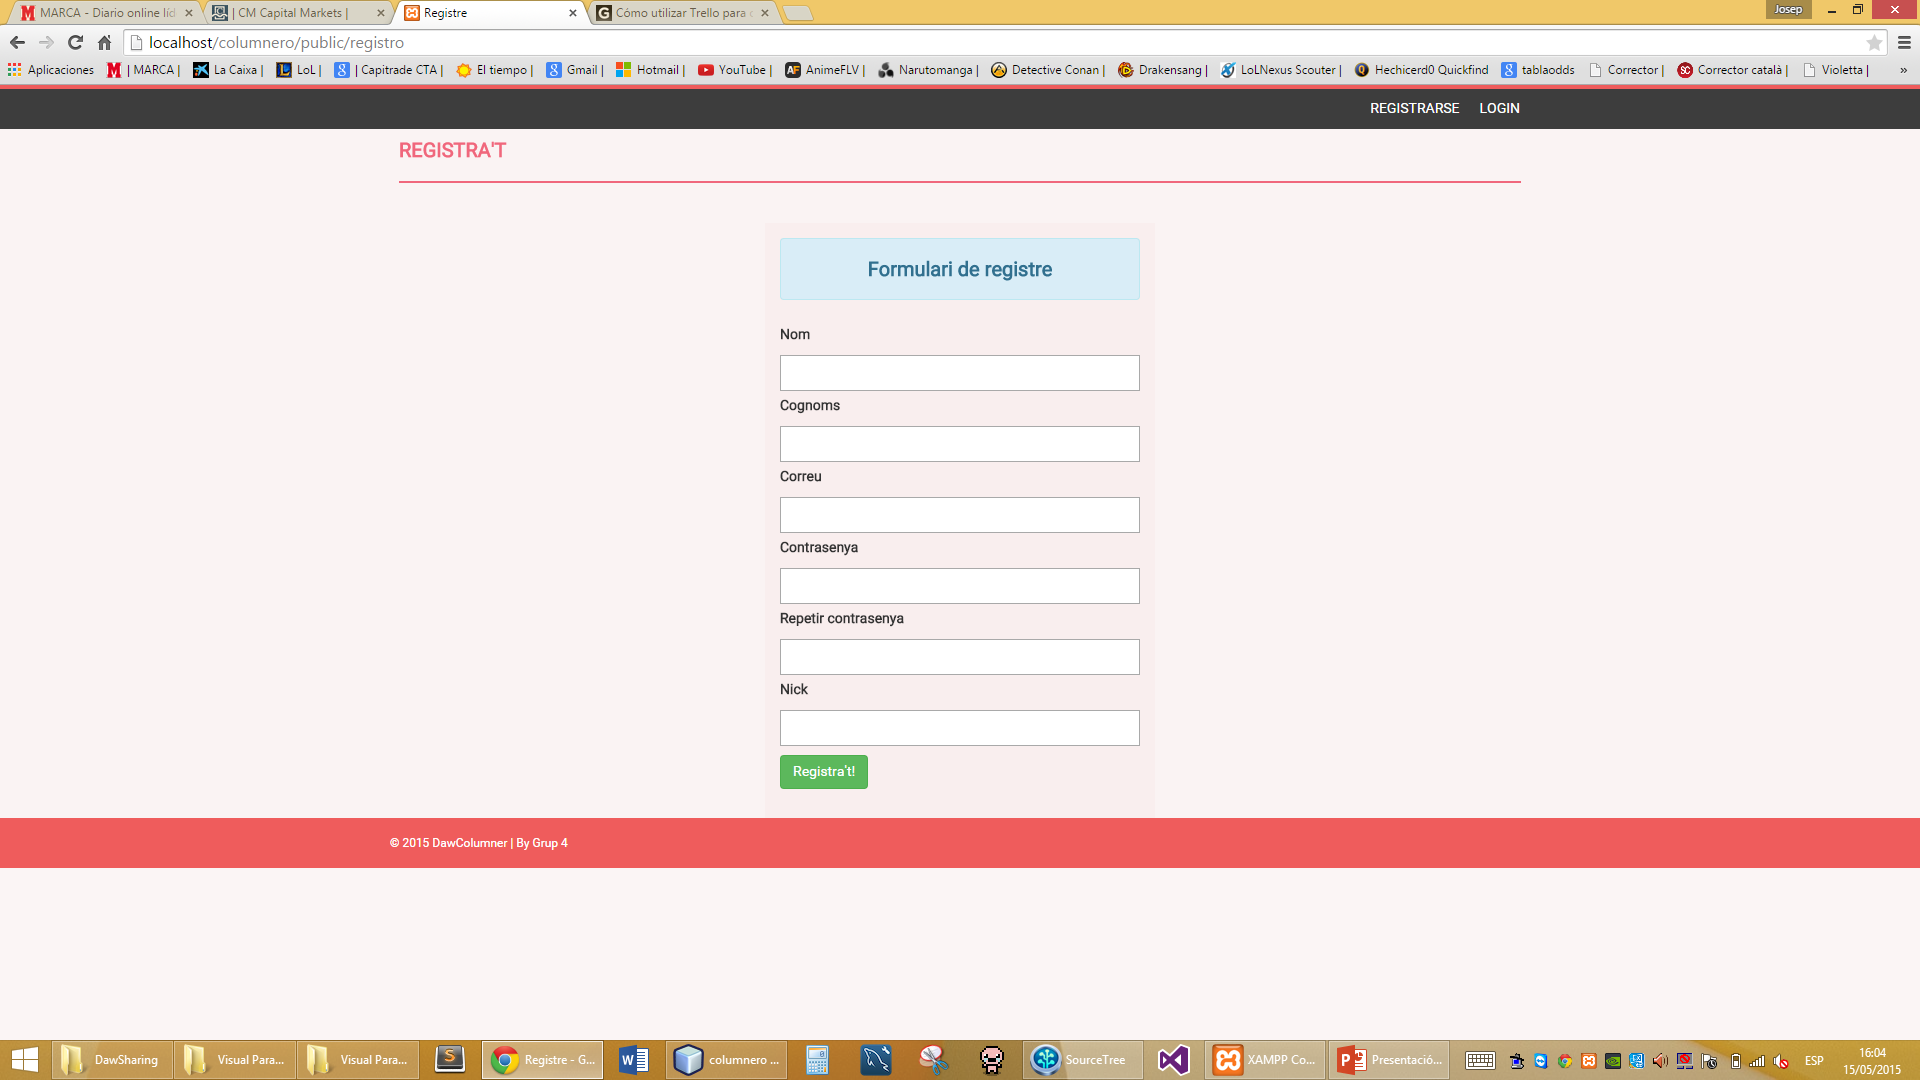 MARCA - Diario online líd
| CM Capital Markets |
Registre
Cómo utilizar Trello para
Josep
localhost/columnero/public/registro
Aplicaciones
| MARCA |
La Caixa |
LoL |
| Capitrade CTA |
El tiempo |
Gmail |
Hotmail |
YouTube |
AnimeFLV |
Narutomanga |
Detective Conan |
Drakensang |
LoLNexus Scouter |
Hechicerd0 Quickfind
tablaodds
Corrector |
Corrector català |
Violetta |
»
REGISTRARSE
LOGIN
REGISTRA'T
Formulari de registre
Nom
Cognoms
Correu
Contrasenya
Repetir contrasenya
Nick
Registra't!
© 2015 DawColumner | By Grup 4
DawSharing
Visual Para...
Visual Para...
Registre - G...
columnero ...
SourceTree
XAMPP Co...
Presentació...
ESP
16:04
15/05/2015